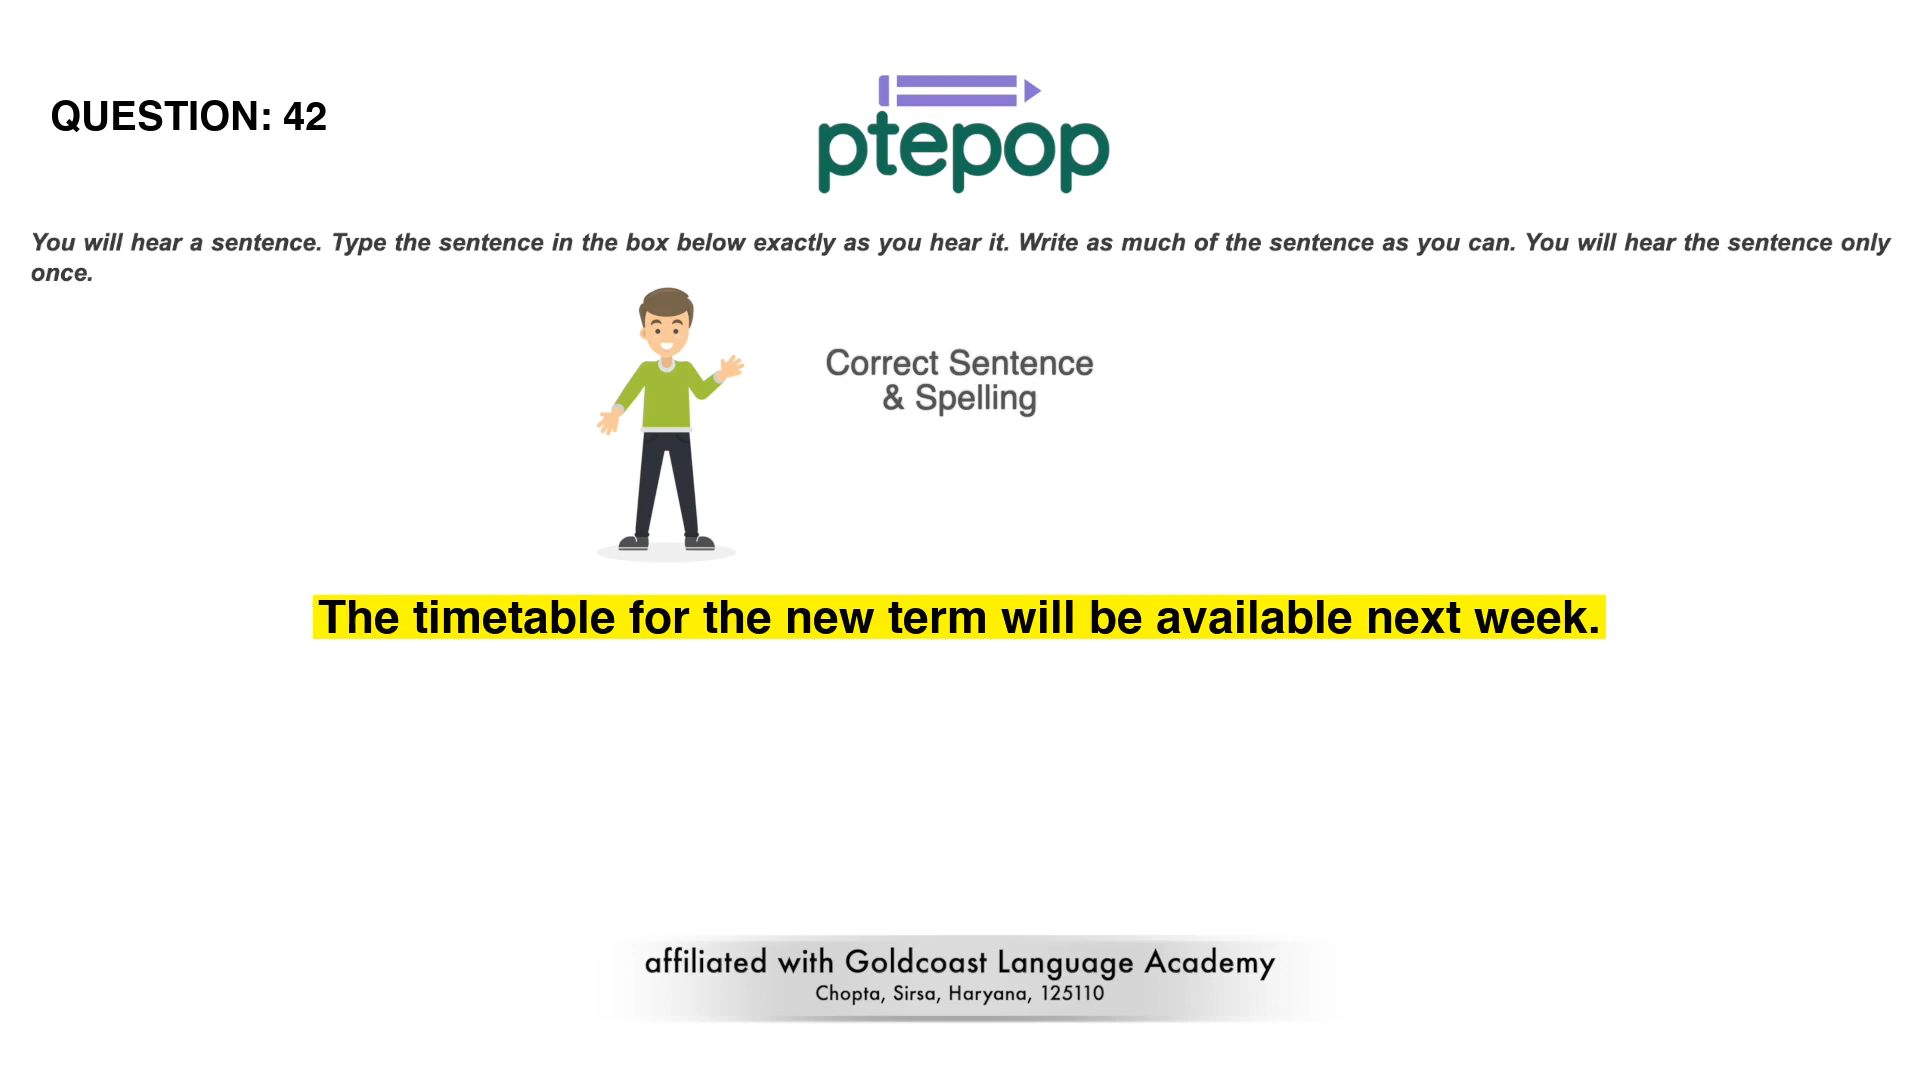 QUESTION: 42
ptepop
You will hear a sentence. Type the sentence in the box below exactly as you hear it. Write as much of the sentence as you can. You will hear the sentence only
once.
Correct Sentence
& Spelling
The timetable for the new term will be available next week.
affiliated with Goldcoast Language Academy
Chopta, Sirsa, Haryana, 125110